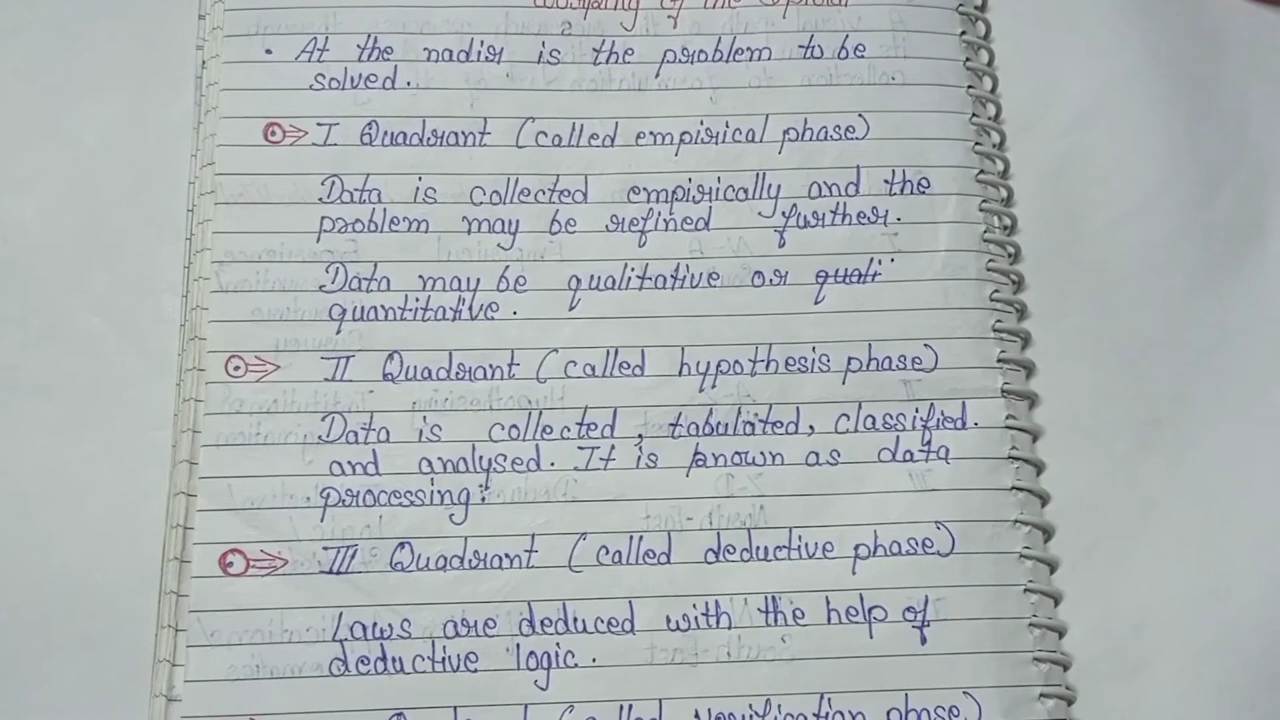 of the
• At the nadir is the problem to be
solved.
I Quadrant (called empirical phase)
Data is collected empirically and the
problem may be refined further.
Data may be qualitative or quali
quantitative.
II Quadrant (called hypothesis phase)
Data is collected, tabulated, classified.
and analysed. It is known as data
processing.
III Quadrant (called deductive phase)
Laws are deduced with the help of
deductive logic.
phase)